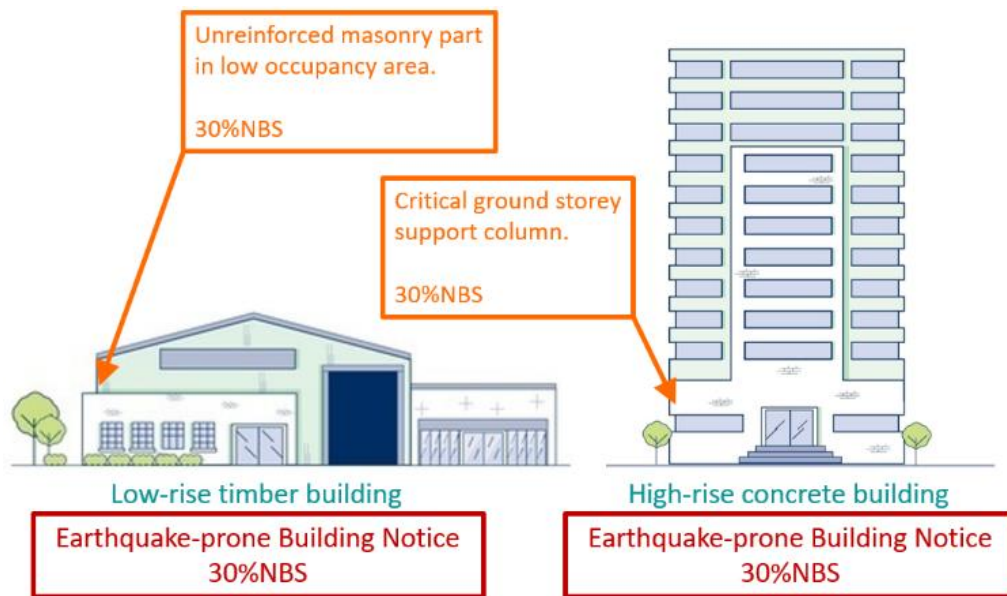 Unreinforced masonry part
in low occupancy area.
30%NBS
Critical ground storey
support column.
30%NBS
Low-rise timber building
High-rise concrete building
Earthquake-prone Building Notice
30%NBS
Earthquake-prone Building Notice
30%NBS